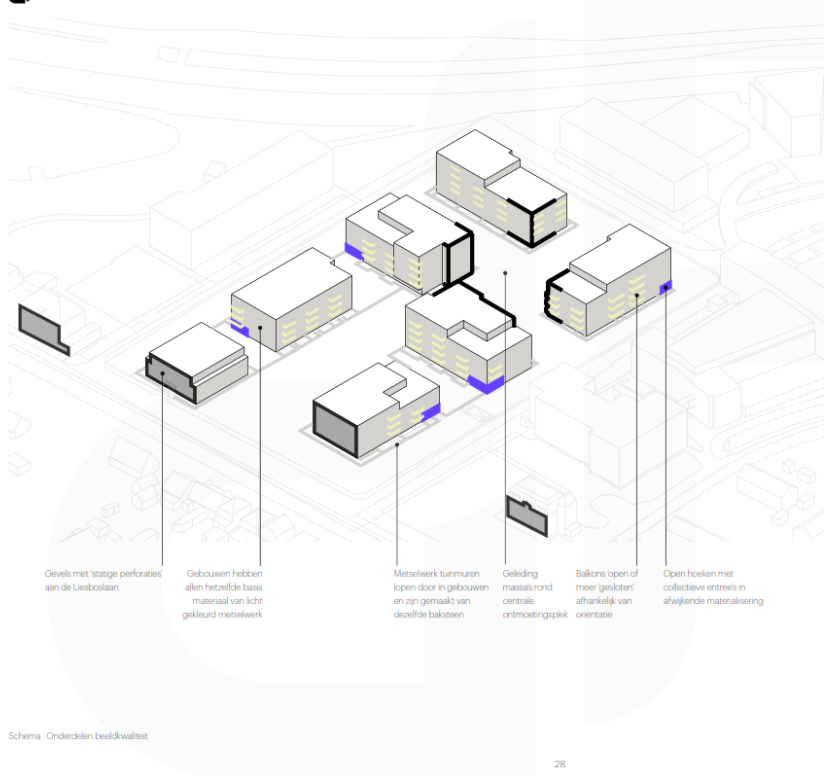 Gevels met 'statige perforaties'
aan de Liesboslaan
Gebouwen hebben
allen hetzelfde basis
materiaal van licht
gekleurd metselwerk
Metselwerk tuinmuren
lopen door in gebouwen
en zijn gemaakt van
dezelfde baksteen
Geleding
massa's rond
centrale
ontmoetingsplek
Balkons 'open of
meer 'gesloten'
afhankelijk van
oriëntatie
Open hoeken met
collectieve entree's in
afwijkende materialisering
Schema : Onderdelen beeldkwaliteit
28